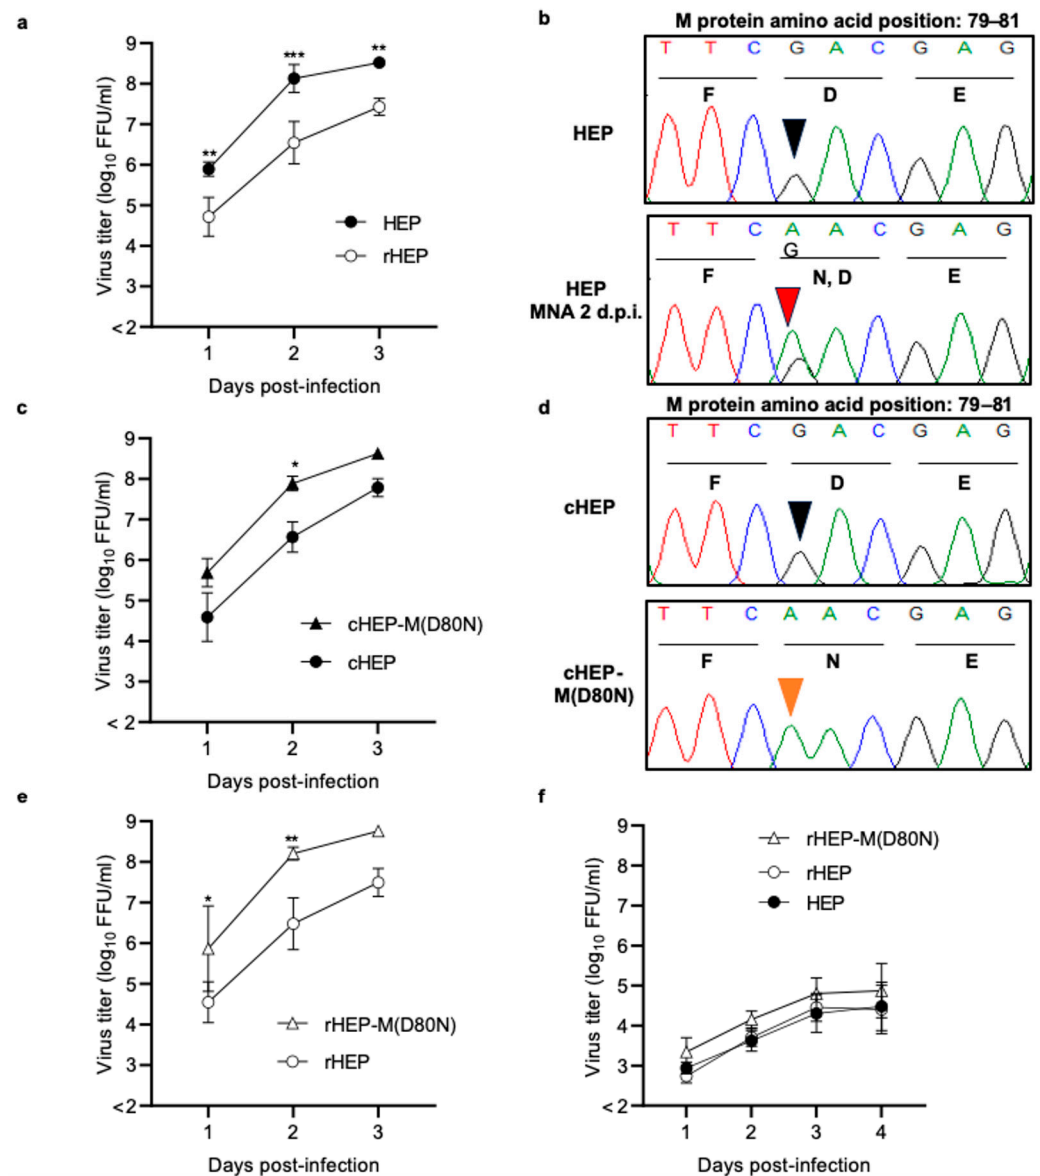 a
**
***
**
9
8
7
6
5
4
3
<2
Virus titer (log10 FFU/ml)
HEP
rHEP
1 2 3
Days post-infection
b
M protein amino acid position: 79–81
HEP
T T C G A C G A G
F D E
HEP
MNA 2 d.p.i.
T T C A A C G A G
G
F N, D E
c
*
9
8
7
6
5
4
3
< 2
Virus titer (log10 FFU/ml)
cHEP-M(D80N)
cHEP
1 2 3
Days post-infection
d
M protein amino acid position: 79–81
cHEP
T T C G A C G A G
F D E
cHEP-
M(D80N)
T T C A A C G A G
F N E
e
*
**
9
8
7
6
5
4
3
<2
Virus titer (log10 FFU/ml)
rHEP-M(D80N)
rHEP
1 2 3
Days post-infection
f
9
8
7
6
5
4
3
< 2
Virus titer (log10 FFU/ml)
rHEP-M(D80N)
rHEP
HEP
1 2 3 4
Days post-infection